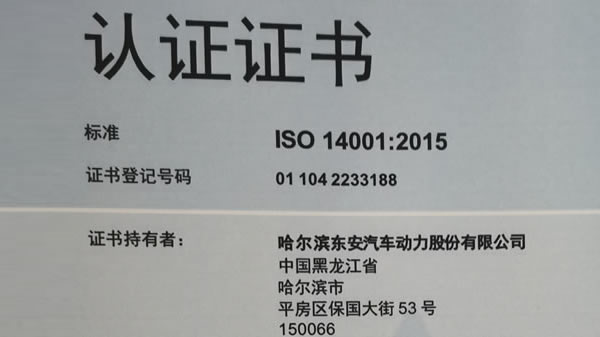 认证证书
标准 ISO 14001:2015
证书登记号码 01 104 2233188
证书持有者： 哈尔滨东安汽车动力股份有限公司
中国黑龙江省
哈尔滨市
平房区保国大街 53 号
150066